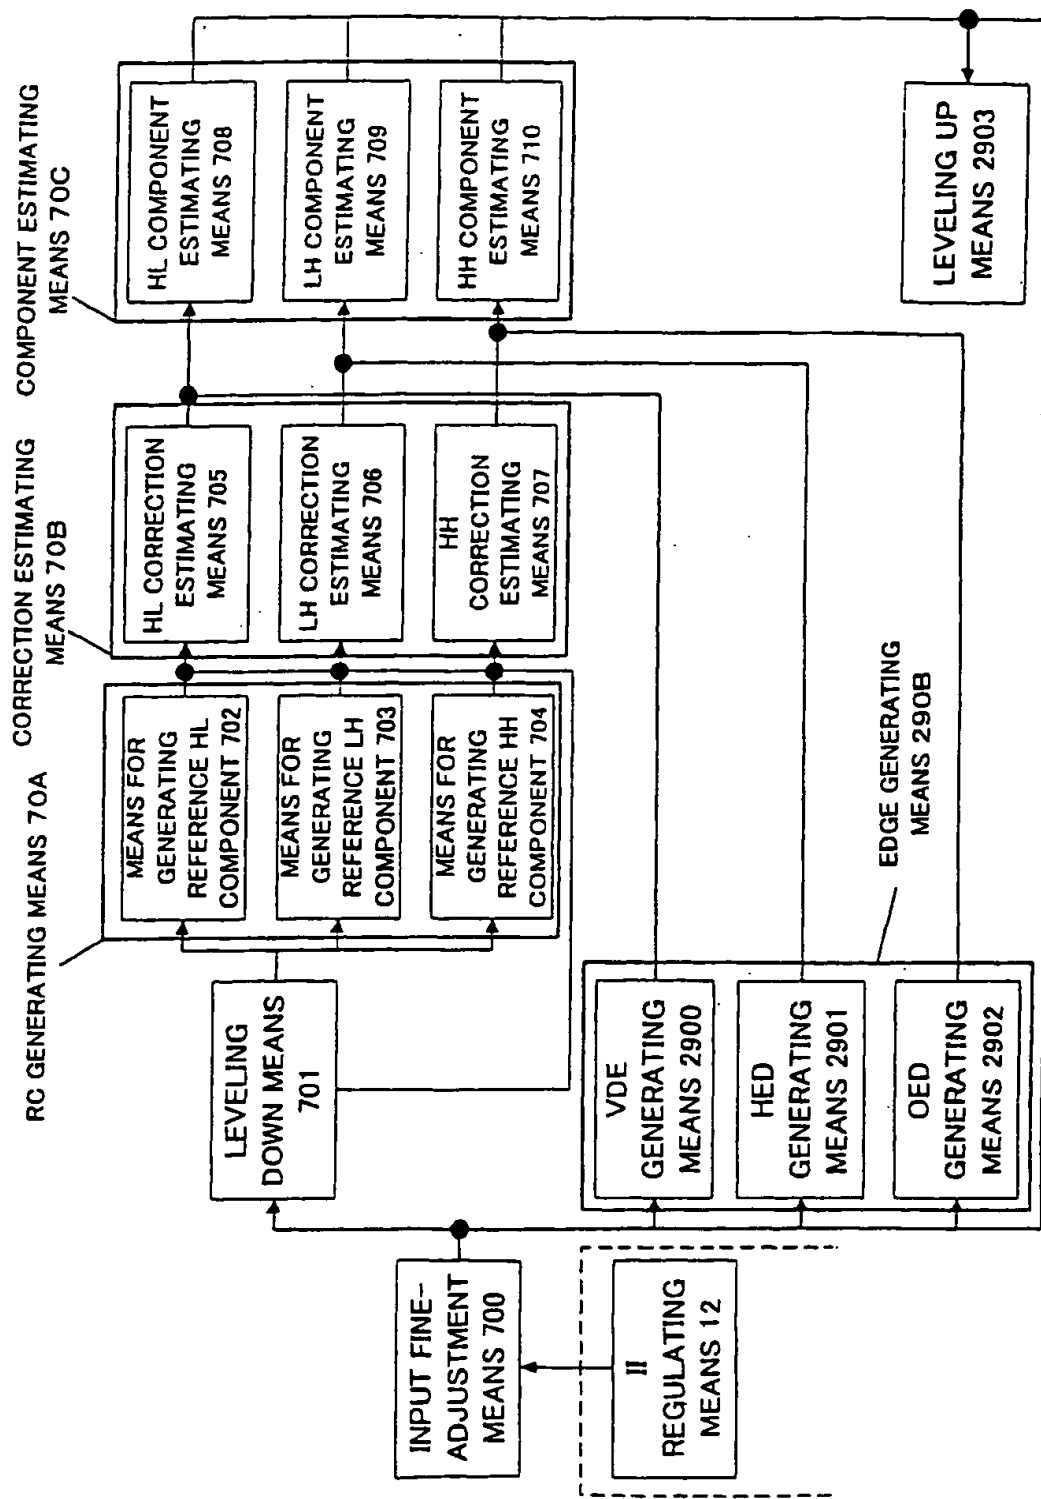 RC GENERATING MEANS 70A
CORRECTION ESTIMATING
MEANS 70B
COMPONENT ESTIMATING
MEANS 70C
INPUT FINE-
ADJUSTMENT
MEANS 700
II
REGULATING
MEANS 12
LEVELING
DOWN MEANS
701
MEANS FOR
GENERATING
REFERENCE HL
COMPONENT 702
MEANS FOR
GENERATING
REFERENCE LH
COMPONENT 703
MEANS FOR
GENERATING
REFERENCE HH
COMPONENT 704
HL CORRECTION
ESTIMATING
MEANS 705
LH CORRECTION
ESTIMATING
MEANS 706
HH
CORRECTION
ESTIMATING
MEANS 707
HL COMPONENT
ESTIMATING
MEANS 708
LH COMPONENT
ESTIMATING
MEANS 709
HH COMPONENT
ESTIMATING
MEANS 710
VDE
GENERATING
MEANS 2900
HED
GENERATING
MEANS 2901
OED
GENERATING
MEANS 2902
EDGE GENERATING
MEANS 290B
LEVELING UP
MEANS 2903